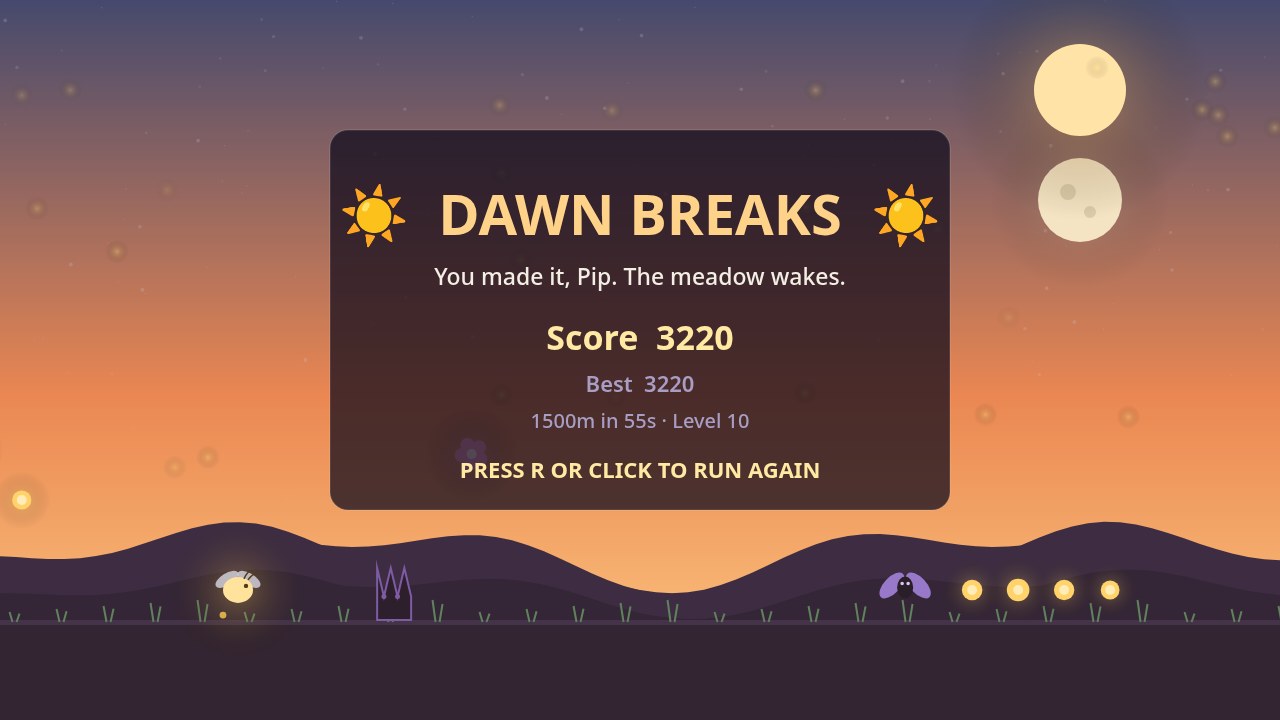 DAWN BREAKS
You made it, Pip. The meadow wakes.
Score 3220
Best 3220
1500m in 55s · Level 10
PRESS R OR CLICK TO RUN AGAIN